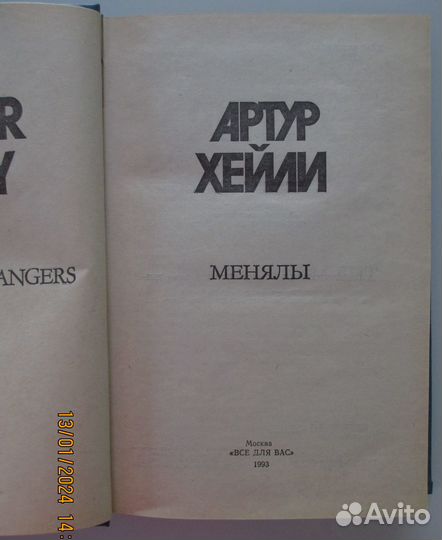 R
Y
ANGERS
АРТУР
ХЕЙЛИ
МЕНЯЛЫ
Москва
«ВСЕ ДЛЯ ВАС»
1993
13/01/2024 14:
Avito